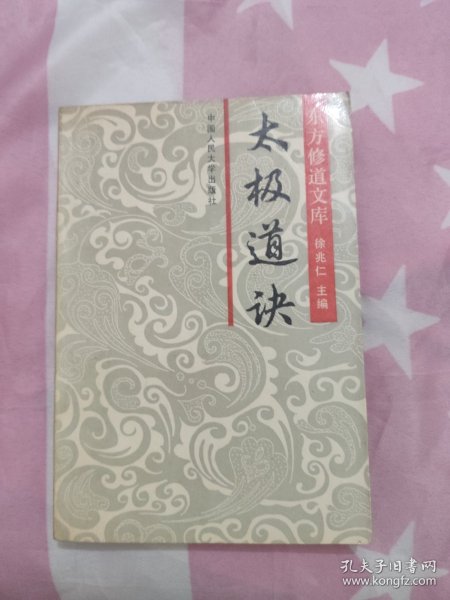 东方修道文库
徐兆仁 主编
太极道诀
中国人民大学出版社
孔夫子旧书网
www.kongfz.com